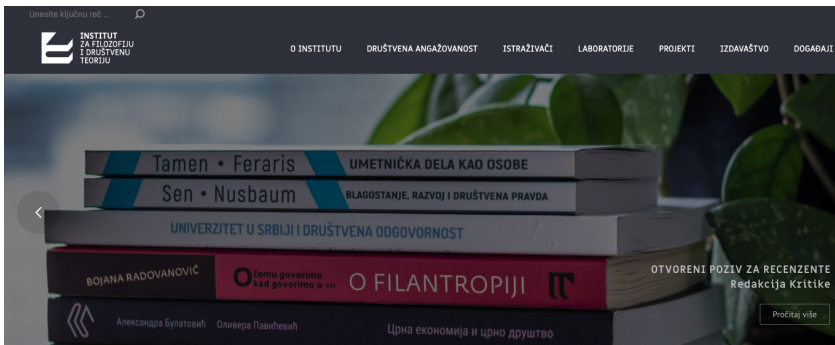 Unesite ključnu reč ...
INSTITUT
ZA FILOZOFIJU
I DRUŠTVENU
TEORIJU
O INSTITUTU
DRUŠTVENA ANGAŽOVANOST
ISTRAŽIVAČI
LABORATORIJE
PROJEKTI
IZDAVAŠTVO
DOGAĐAJI
Tamen • Feraris UMETNIČKA DELA KAO OSOBE
Sen • Nusbaum BLAGOSTANJE, RAZVOJ I DRUŠTVENA PRAVDA
UNIVERZITET U SRBIJI I DRUŠTVENA ODGOVORNOST
BOJANA RADOVANOVIĆ
O čemu govorimo
kad govorimo o ...
O FILANTROPIJI
Александра Булатовић Оливера Павићевић Црна економија и црно друштво
OTVORENI POZIV ZA RECENZENTE
Redakcija Kritike
Pročitaj više